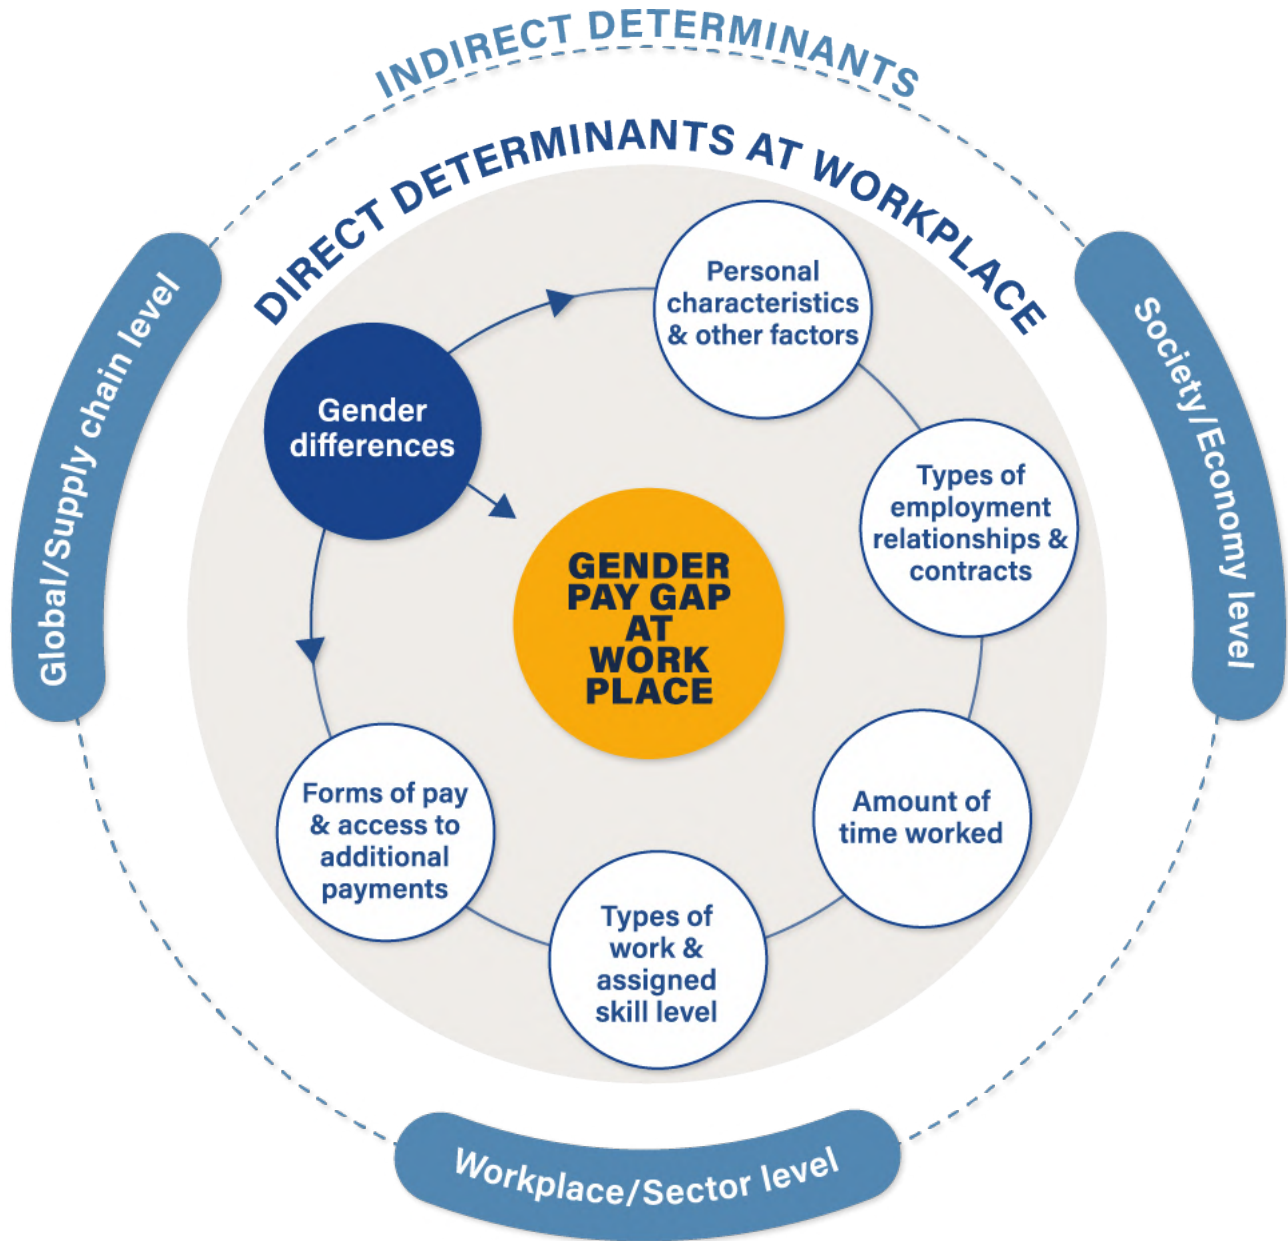 INDIRECT DETERMINANTS
DIRECT DETERMINANTS AT WORKPLACE
Personal
characteristics
& other factors
Gender
differences
Types of
employment
relationships &
contracts
GENDER
PAY GAP
AT
WORK
PLACE
Forms of pay
& access to
additional
payments
Amount of
time worked
Types of
work &
assigned
skill level
Global/Supply chain level
Society/Economy level
Workplace/Sector level